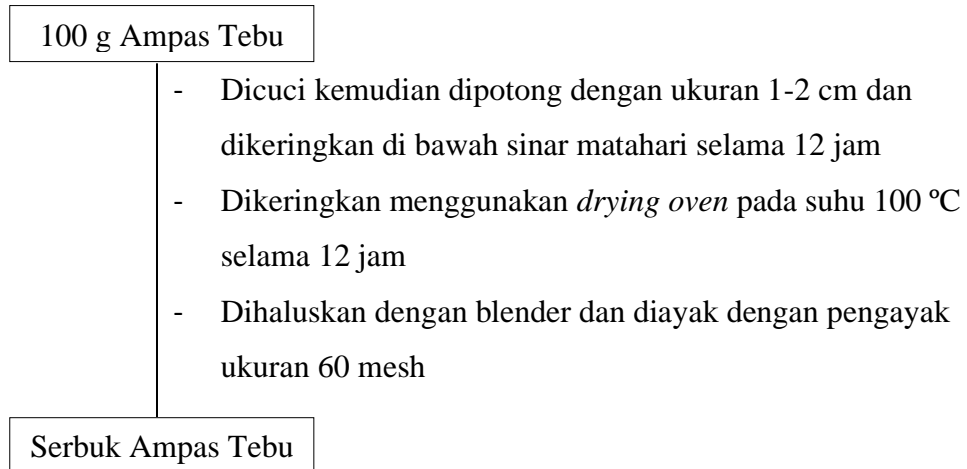 100 g Ampas Tebu
- Dicuci kemudian dipotong dengan ukuran 1-2 cm dan
dikeringkan di bawah sinar matahari selama 12 jam
- Dikeringkan menggunakan drying oven pada suhu 100 ºC
selama 12 jam
- Dihaluskan dengan blender dan diayak dengan pengayak
ukuran 60 mesh
Serbuk Ampas Tebu